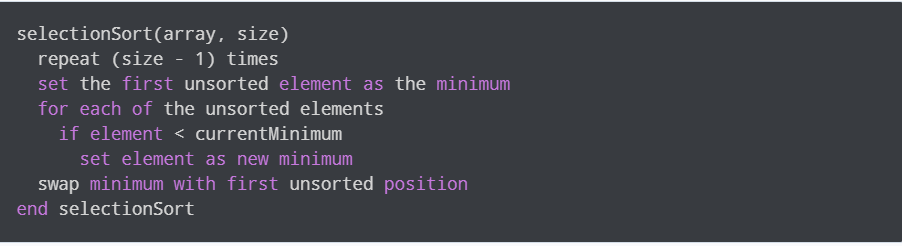 selectionSort(array, size)
  repeat (size - 1) times
  set the first unsorted element as the minimum
  for each of the unsorted elements
    if element < currentMinimum
      set element as new minimum
  swap minimum with first unsorted position
end selectionSort